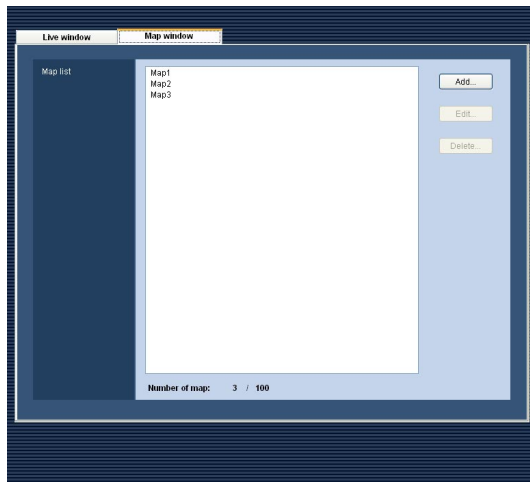 Live window
Map window
Map list
Map1
Map2
Map3
Add...
Edit...
Delete...
Number of map: 3 / 100